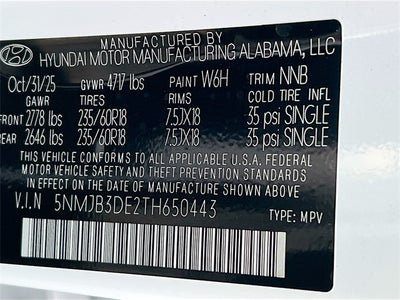 MANUFACTURED BY
HYUNDAI MOTOR MANUFACTURING ALABAMA, LLC
Oct/31/25 GVWR 4717 lbs PAINT W6H TRIM NNB
GAWR TIRES RIMS COLD TIRE INFL
FRONT 2778 lbs 235/60R18 7.5JX18 35 psi SINGLE
REAR 2646 lbs 235/60R18 7.5JX18 35 psi SINGLE
THIS VEHICLE CONFORMS TO ALL APPLICABLE U.S.A. FEDERAL
MOTOR VEHICLE SAFETY AND THEFT PREVENTION STANDARDS
IN EFFECT ON THE DATE OF MANUFACTURE SHOWN ABOVE.
V.I.N 5NMJB3DE2TH650443 TYPE: MPV